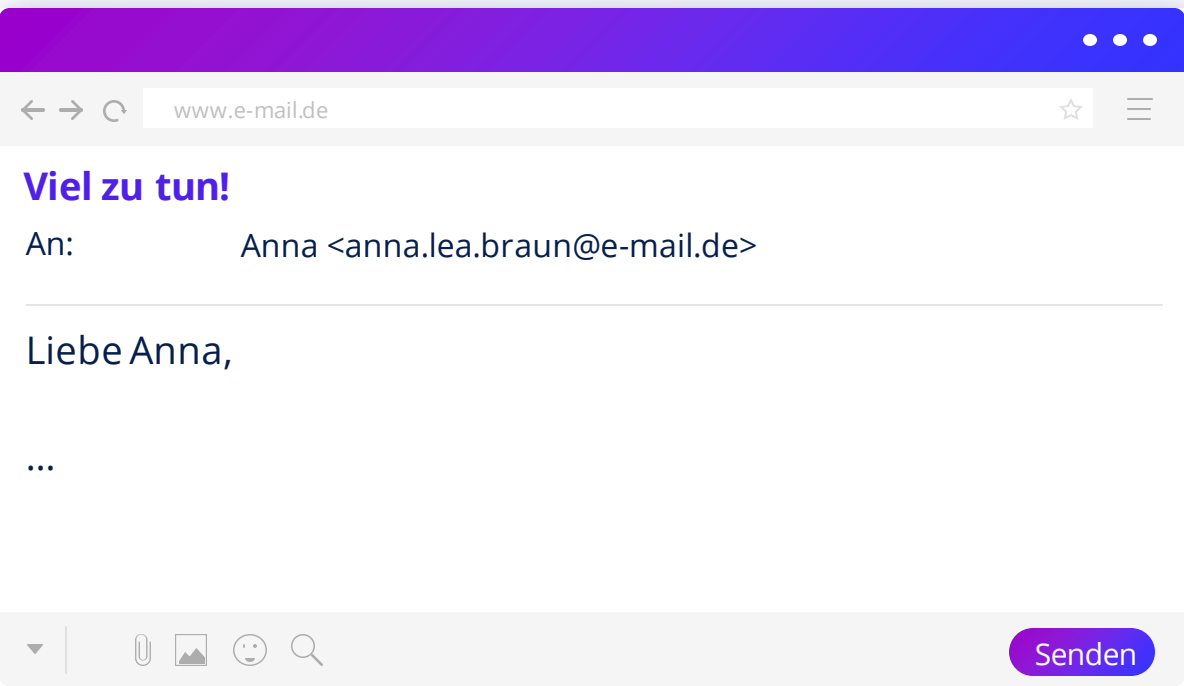 www.e-mail.de
Viel zu tun!
An: Anna <anna.lea.braun@e-mail.de>
Liebe Anna,
...
Senden